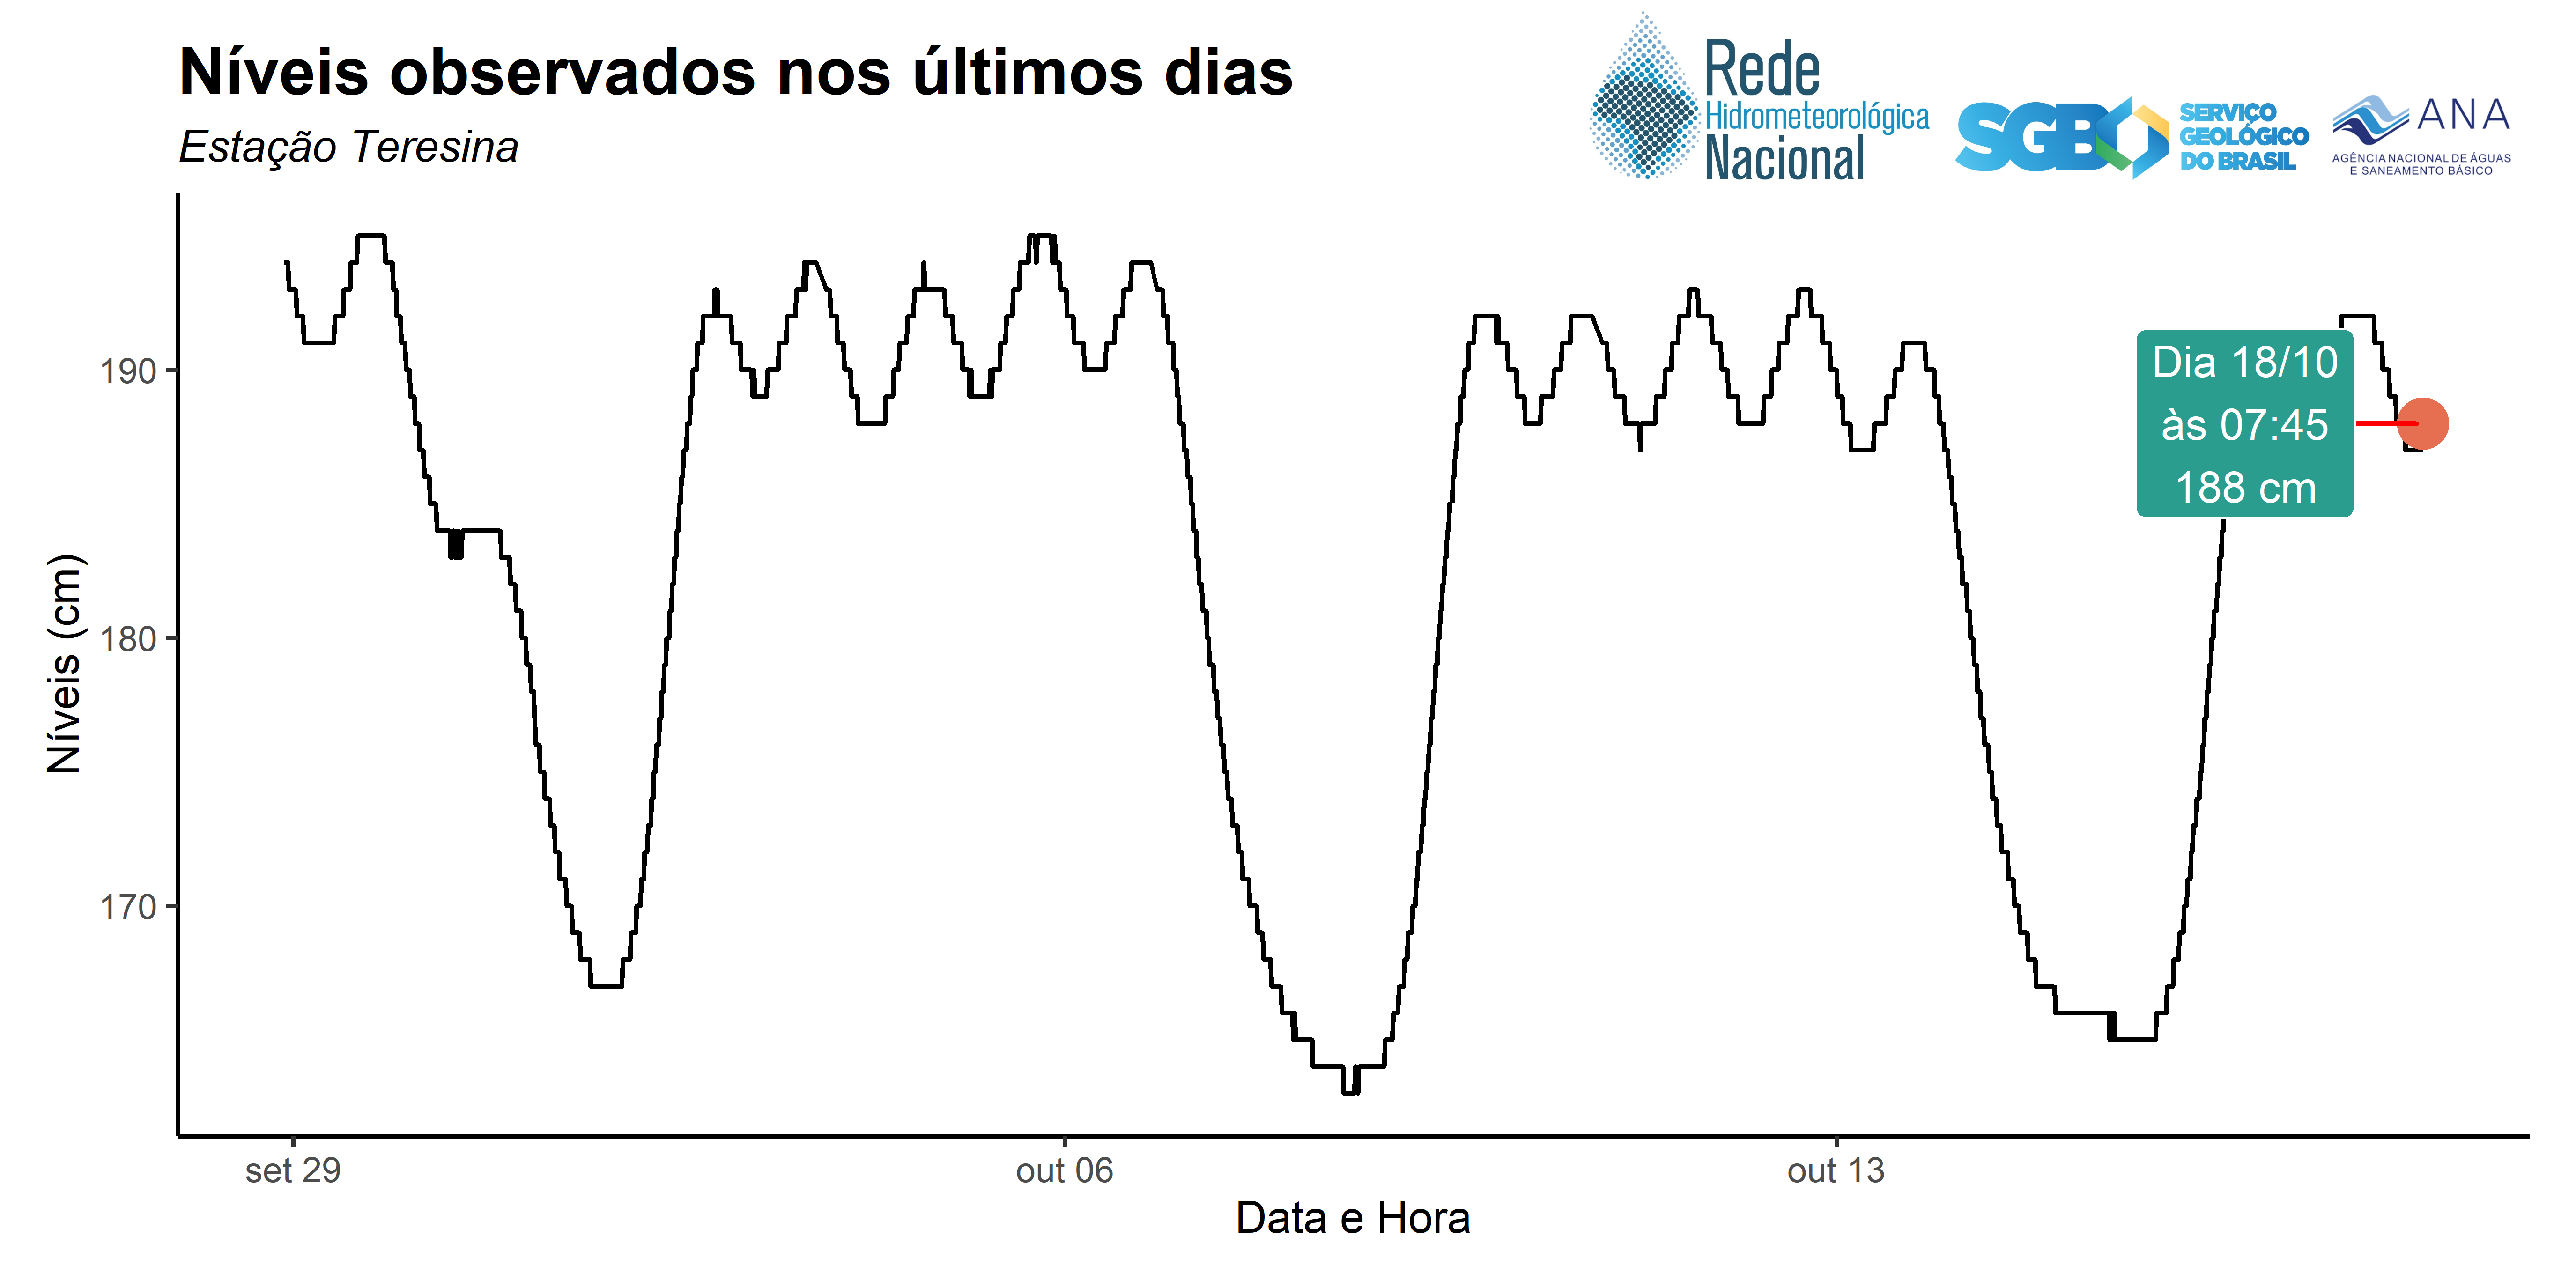 Níveis observados nos últimos dias
Estação Teresina
Rede
Hidrometeorológica
Nacional
SGB
SERVIÇO
GEOLÓGICO
DO BRASIL
ANA
AGÊNCIA NACIONAL DE ÁGUAS
E SANEAMENTO BÁSICO
Níveis (cm)
190
180
170
Dia 18/10
às 07:45
188 cm
set 29
out 06
out 13
Data e Hora